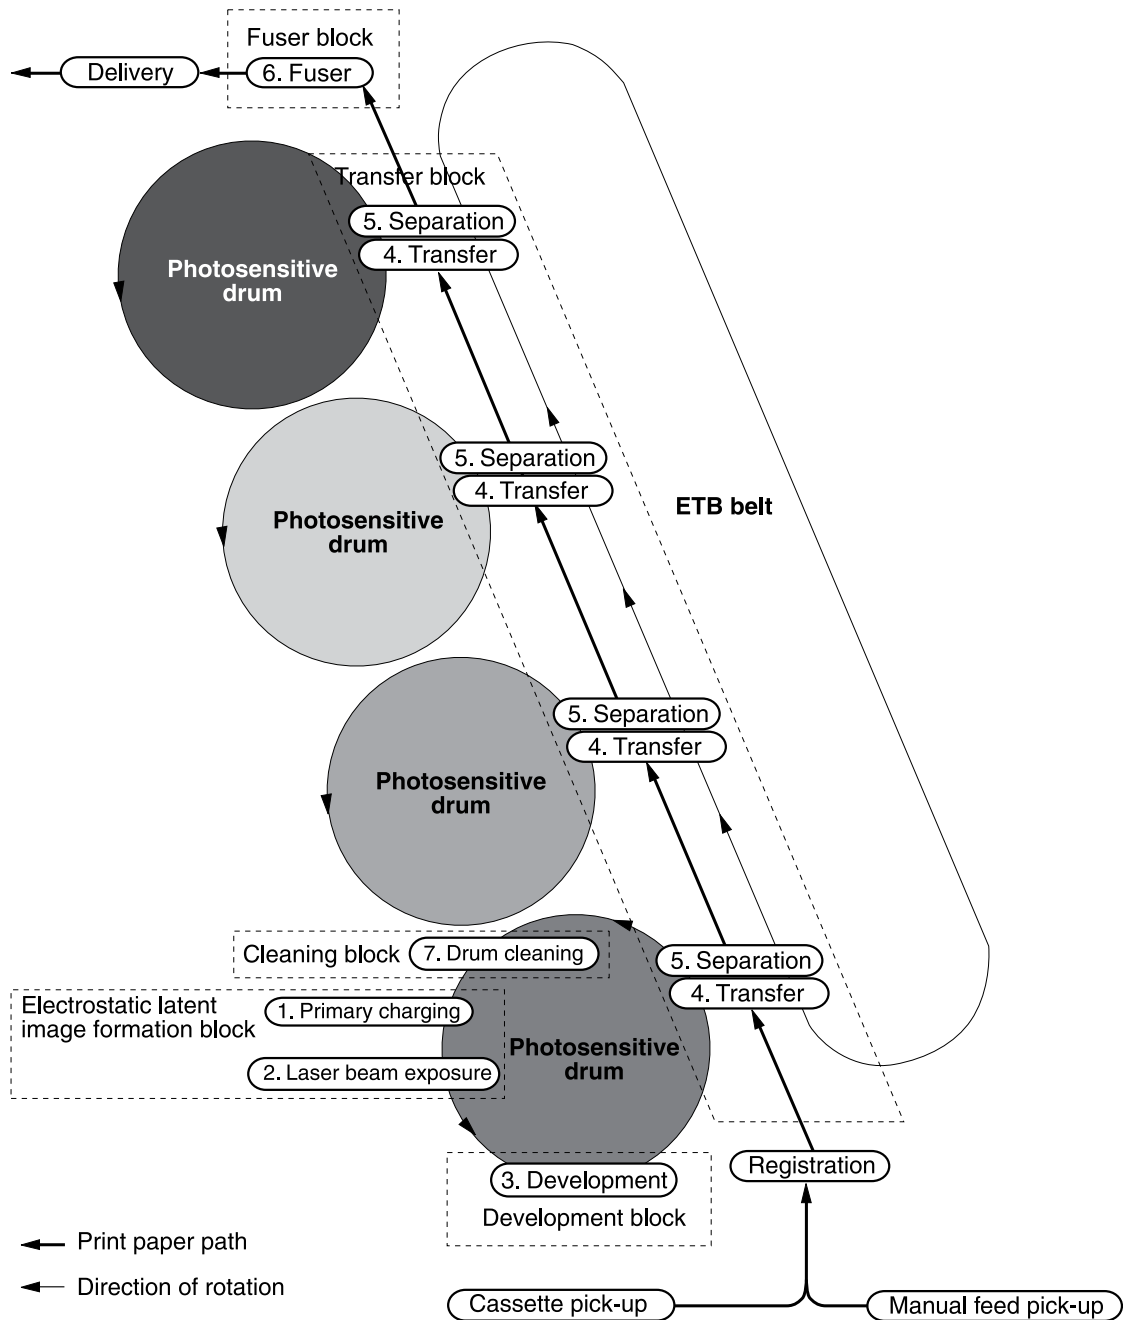 Fuser block
Delivery
6. Fuser
Transfer block
5. Separation
4. Transfer
Photosensitive
drum
5. Separation
4. Transfer
ETB belt
Photosensitive
drum
5. Separation
4. Transfer
Photosensitive
drum
Cleaning block
7. Drum cleaning
5. Separation
4. Transfer
Electrostatic latent
image formation block
1. Primary charging
2. Laser beam exposure
Photosensitive
drum
Registration
3. Development
Development block
Print paper path
Direction of rotation
Cassette pick-up
Manual feed pick-up